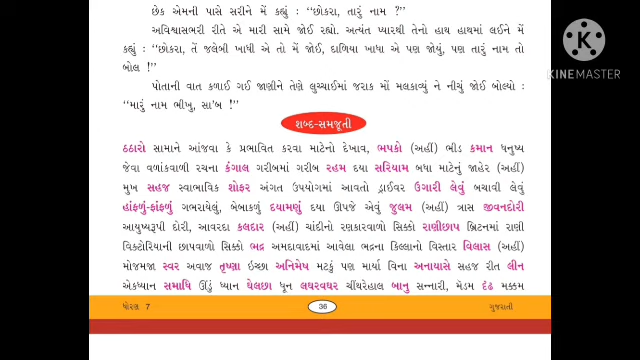 છેક એમની પાસે સરીને મેં કહ્યું : “છોકરા, તારું નામ ?”
અવિશ્વાસભરી રીતે એ મારી સામે જોઈ રહ્યો. અત્યંત પ્યારથી તેનો હાથ હાથમાં લઈને મેં
કહ્યું : “છોકરા, તેં જલેબી ખાધી એ તો મેં જોઈ, દાળિયા ખાધા એ પણ જોયું, પણ તારું નામ તો
બોલ !”
પોતાની વાત કળાઈ ગઈ જાણીને તેણે લુચ્ચાઈમાં જરાક મોં મલકાવ્યું ને નીચું જોઈ બોલ્યો :
“મારું નામ ભીખુ, સા'બ !”
KINEMASTER
શબ્દ-સમજૂતી
ઠઠારો સામાને આંજવા કે પ્રભાવિત કરવા માટેનો દેખાવ, ભપકો (અહીં) ભીડ કમાન ધનુષ્ય
જેવા વળાંકવાળી રચના કંગાલ ગરીબમાં ગરીબ રહમ દયા સરિયામ બધા માટેનું જાહેર (અહીં)
મુખ સહજ સ્વાભાવિક શોફર અંગત ઉપયોગમાં આવતો ડ્રાઈવર ઉગારી લેવું બચાવી લેવું
હાંફળું-ફાંફળું ગભરાયેલું, બેબાકળું દયામણું દયા ઊપજે એવું જુલમ (અહીં) ત્રાસ જીવનદોરી
આયુષ્યરૂપી દોરી, આવરદા કલદાર (અહીં) ચાંદીનો રણકારવાળો સિક્કો રાણીછાપ બ્રિટનમાં રાણી
વિક્ટોરિયાની છાપવાળો સિક્કો ભદ્ર અમદાવાદમાં આવેલા ભદ્રના કિલ્લાનો વિસ્તાર વિલાસ (અહીં)
મોજમજા સ્વર અવાજ તૃષ્ણા ઇચ્છા અનિમેષ મટકું પણ માર્યા વિના અનાયાસે સહજ રીત લીન
એકધ્યાન સમાધિ ઊંડું ધ્યાન ઘેલછા ધૂન લથરવથર ચીંથરેહાલ બાનુ સન્નારી, મેડમ દૃઢ મક્કમ
ધોરણ 7
36
ગુજરાતી